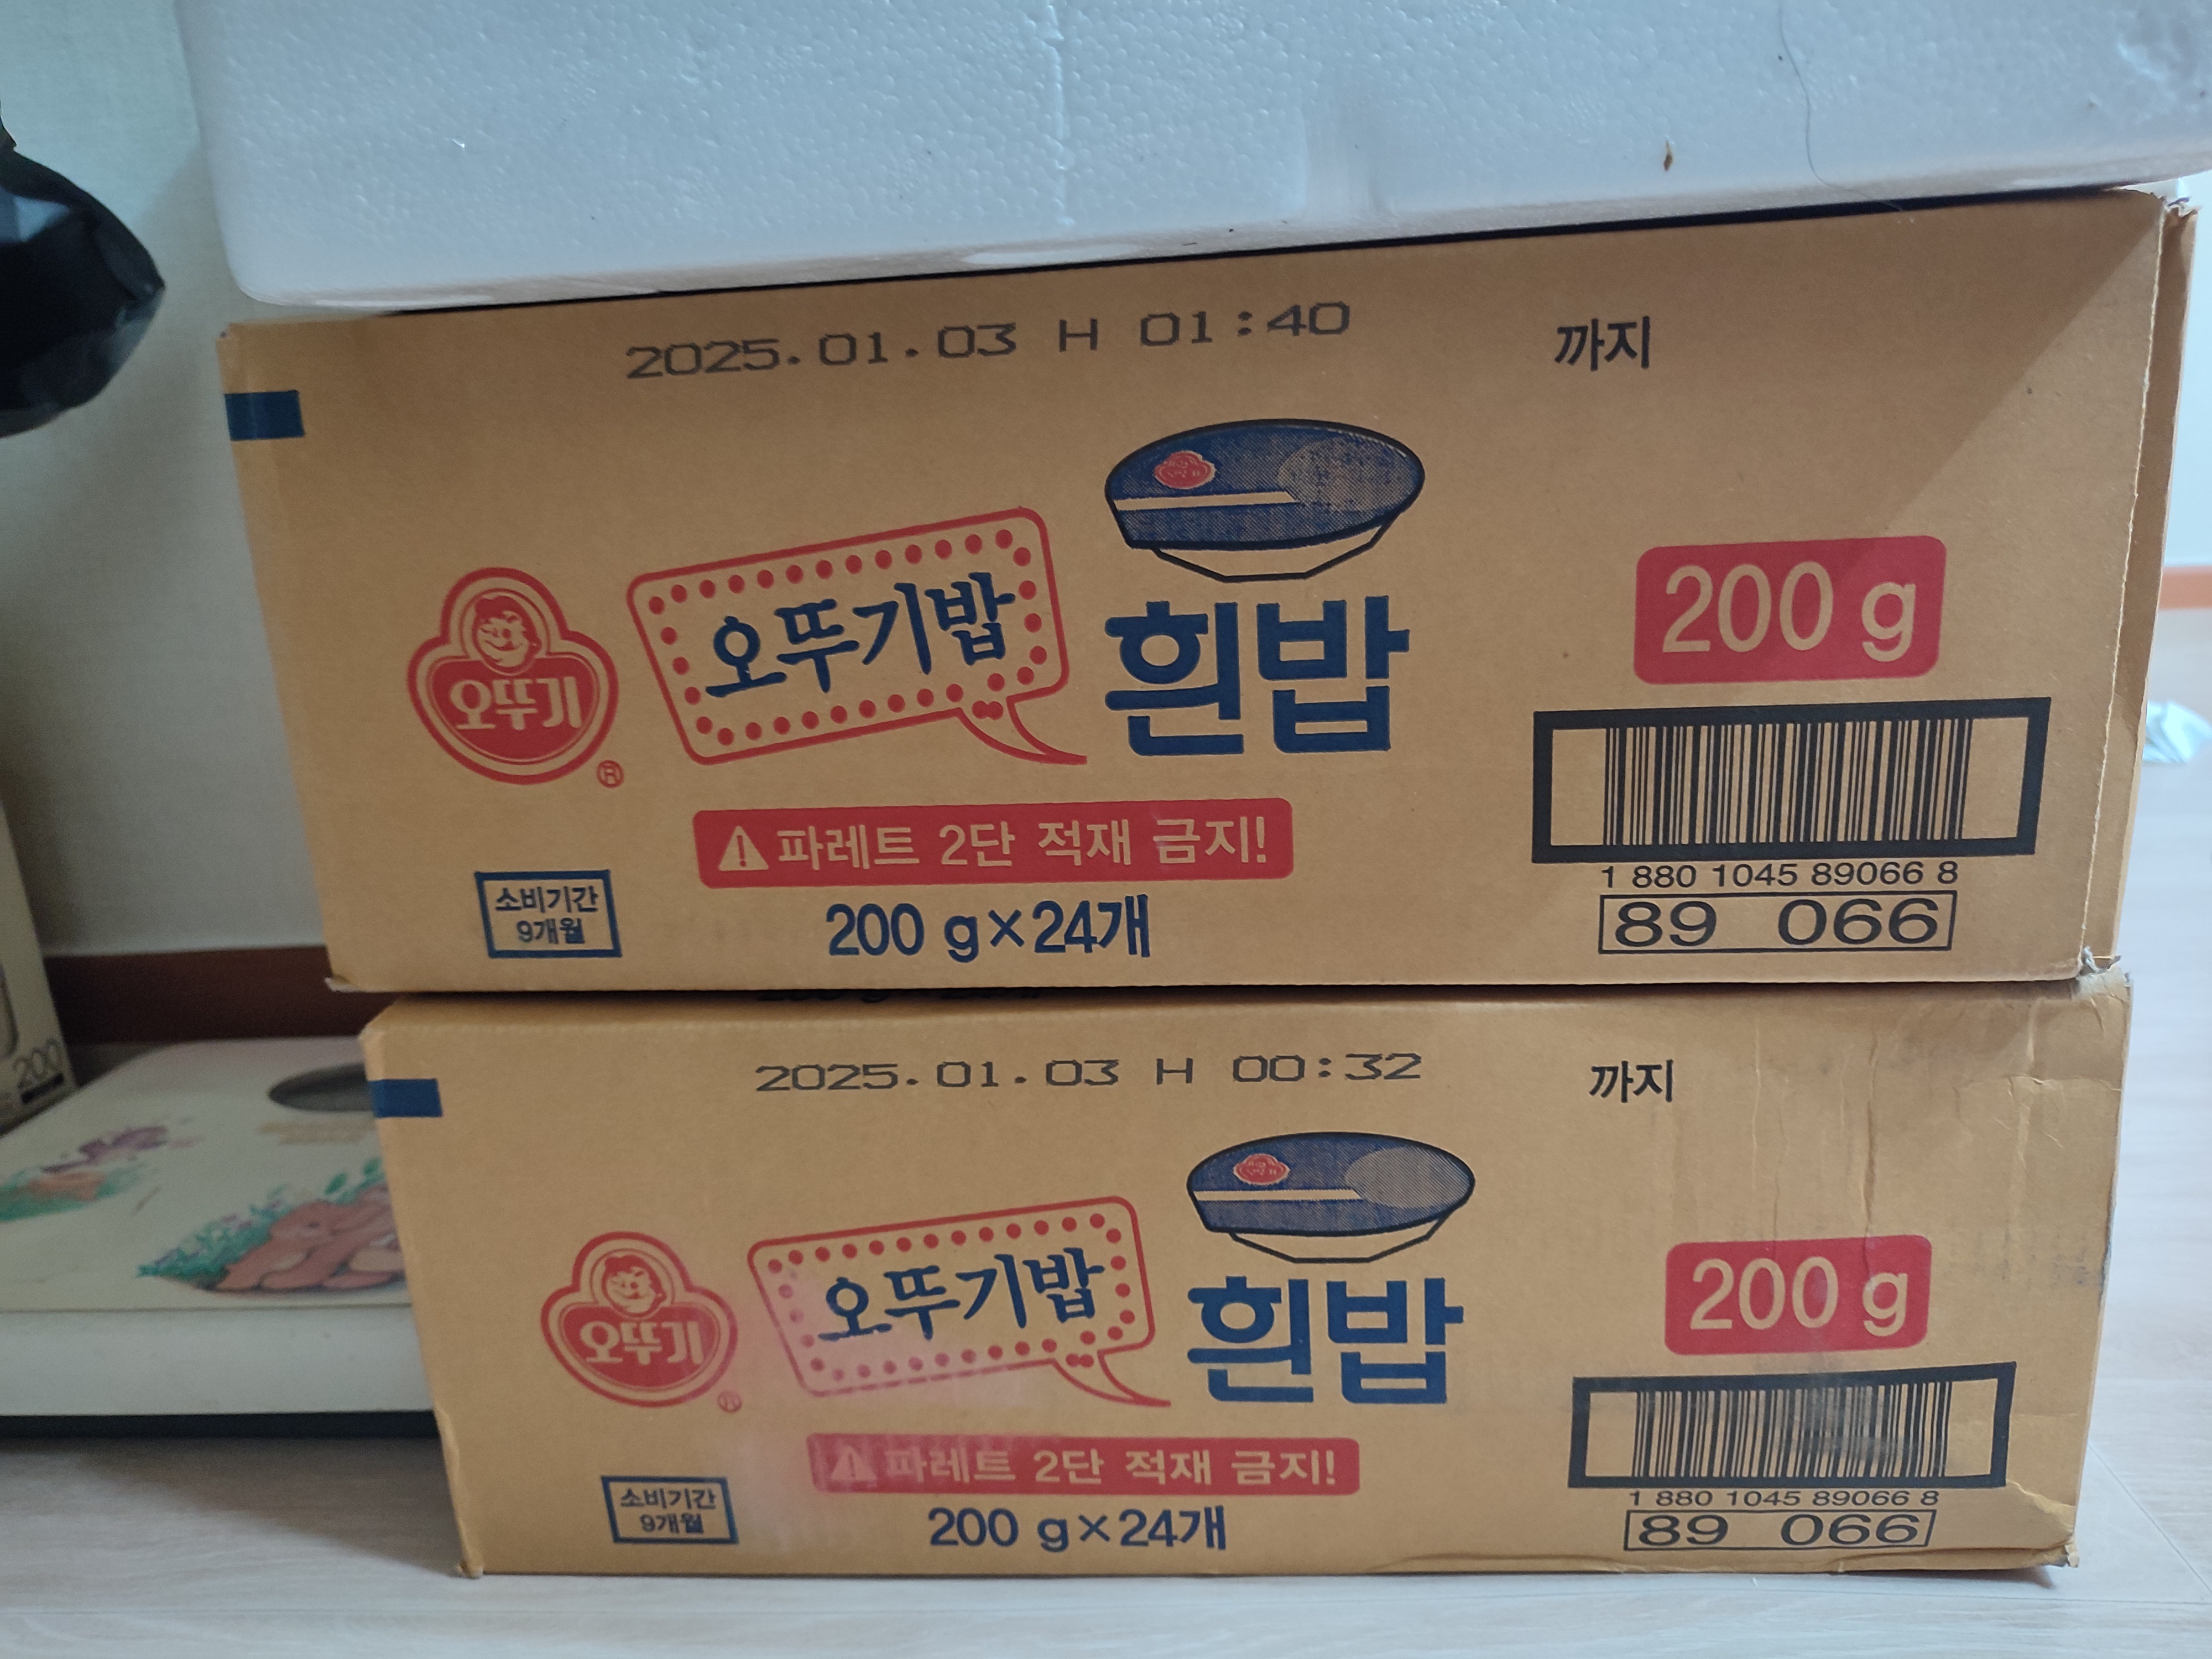 2025.01.03 H 01:40 까지
오뚜기
®
오뚜기밥
흰밥
200 g
⚠파레트 2단 적재 금지!
소비기간
9개월
200 g×24개
1 880 1045 89066 8
89 066
2025.01.03 H 00:32 까지
오뚜기
®
오뚜기밥
흰밥
200 g
⚠파레트 2단 적재 금지!
소비기간
9개월
200 g×24개
1 880 1045 89066 8
89 066
200